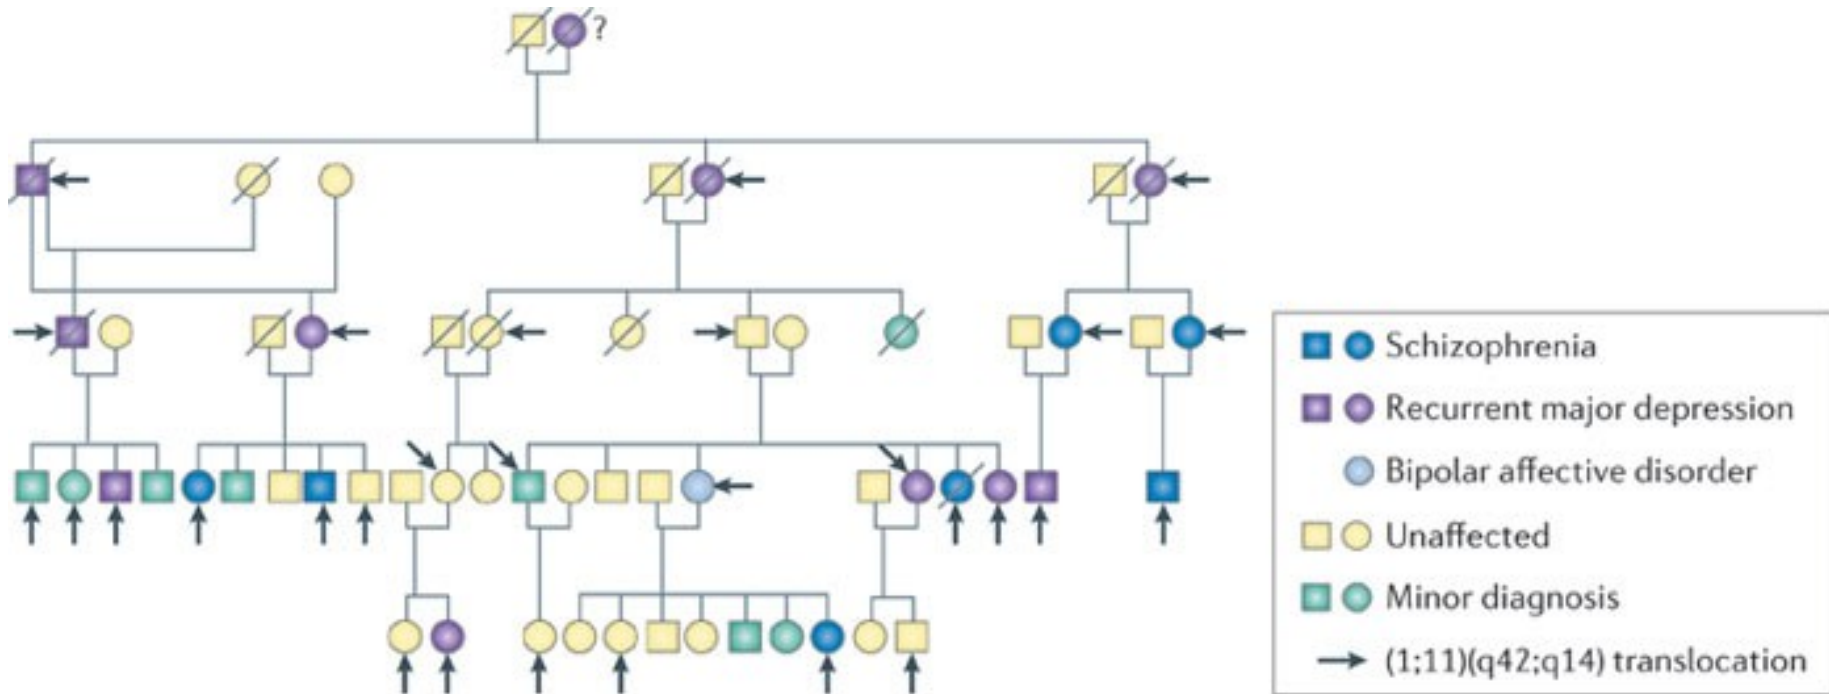 ?
Schizophrenia
Recurrent major depression
Bipolar affective disorder
Unaffected
Minor diagnosis
(1;11)(q42;q14) translocation